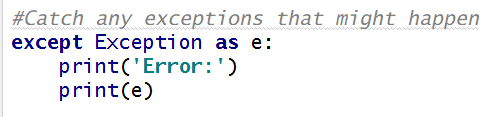 #Catch any exceptions that might happen
except Exception as e:
    print('Error:')
    print(e)